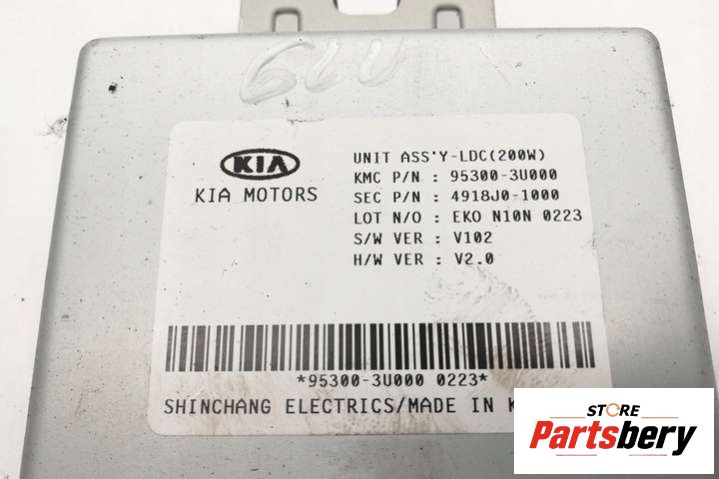 KIA
KIA MOTORS
UNIT ASS'Y-LDC(200W)
KMC P/N : 95300-3U000
SEC P/N : 4918J0-1000
LOT N/O : EKO N10N 0223
S/W VER : V102
H/W VER : V2.0
*95300-3U000 0223*
SHINCHANG ELECTRICS/MADE IN
STORE
Partsbery